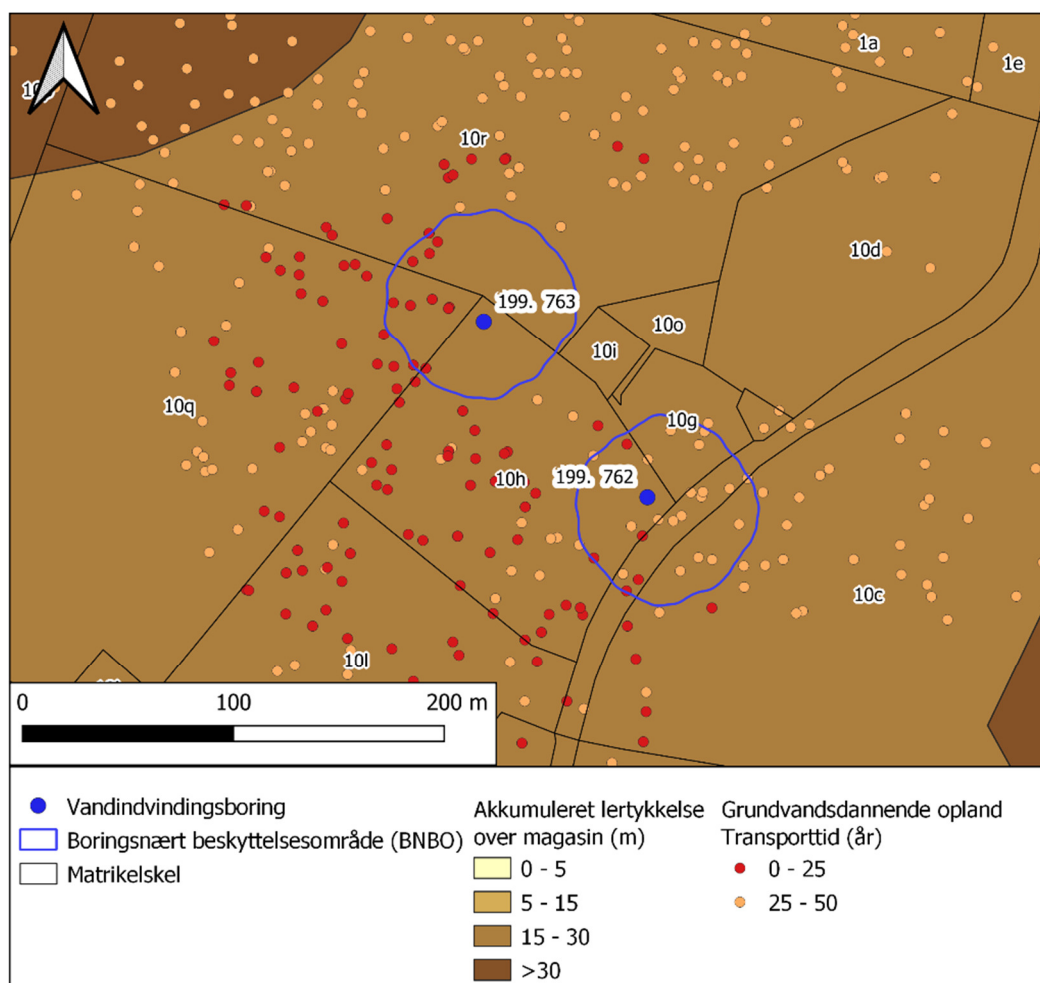 1a
1e
10r
10d
199. 763
10o
10i
10q
10g
10h
199. 762
10c
10l
0 100 200 m
Vandindvindingsboring
Boringsnært beskyttelsesområde (BNBO)
Matrikelskel
Akkumuleret lertykkelse
over magasin (m)
0 - 5
5 - 15
15 - 30
>30
Grundvandsdannende opland
Transporttid (år)
0 - 25
25 - 50